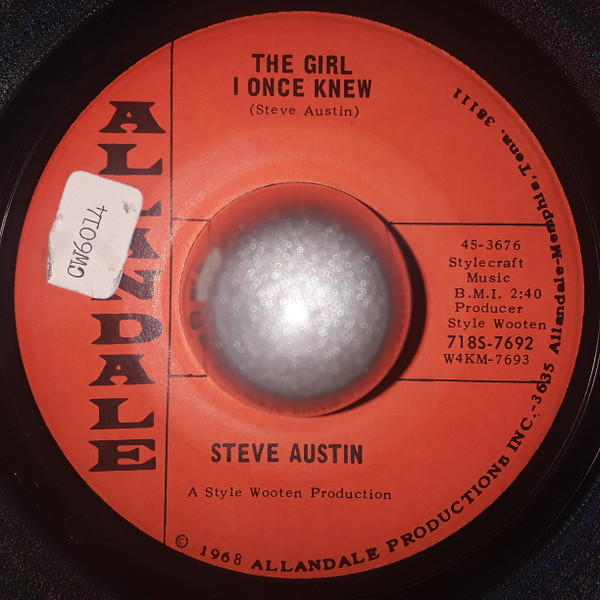 THE GIRL
I ONCE KNEW
(Steve Austin)
ALLANDALE
CW6014
45-3676
Stylecraft
Music
B.M.I. 2:40
Producer
Style Wooten
718S-7692
W4KM-7693
STEVE AUSTIN
A Style Wooten Production
© 1968 ALLANDALE PRODUCTIONS INC.-3635 Allandale-Memphis, Tenn. 38111